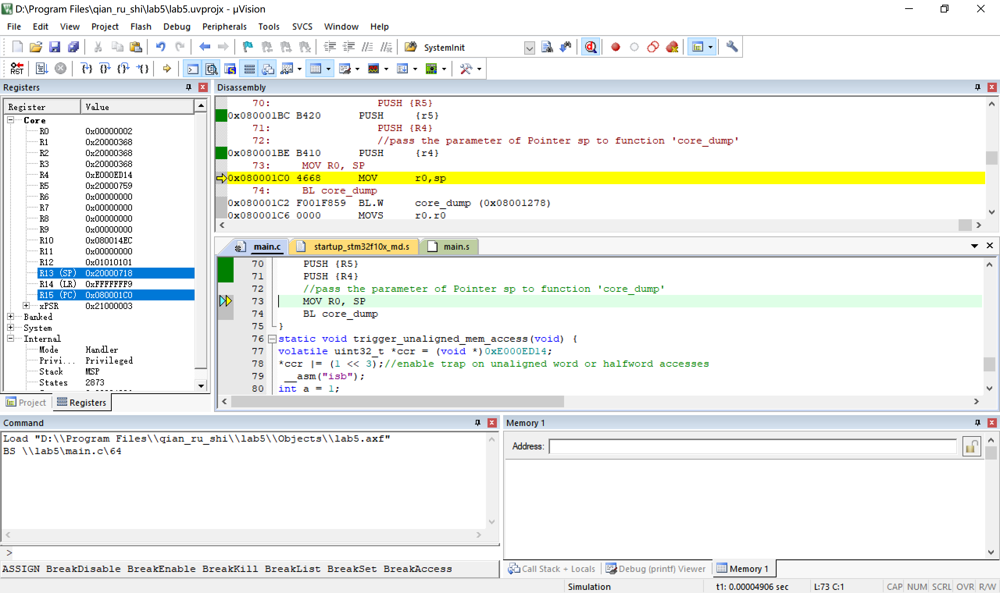 D:\Program Files\qian_ru_shi\lab5\lab5.uvprojx - µVision
File Edit View Project Flash Debug Peripherals Tools SVCS Window Help
SystemInit
RST
Registers
Register Value
Core
R0 0x00000002
R1 0x20000368
R2 0x20000368
R3 0x20000368
R4 0xE000ED14
R5 0x20000759
R6 0x00000000
R7 0x00000000
R8 0x00000000
R9 0x00000000
R10 0x080014EC
R11 0x00000000
R12 0x01010101
R13 (SP) 0x20000718
R14 (LR) 0xFFFFFFF9
R15 (PC) 0x080001C0
xPSR 0x21000003
Banked
System
Internal
Mode Handler
Privi... Privileged
Stack MSP
States 2873
Project Registers
Disassembly
70: PUSH {R5}
0x080001BC B420 PUSH {r5}
71: PUSH {R4}
72: //pass the parameter of Pointer sp to function 'core_dump'
0x080001BE B410 PUSH {r4}
73: MOV R0, SP
0x080001C0 4668 MOV r0,sp
74: BL core_dump
0x080001C2 F001F859 BL.W core_dump (0x08001278)
0x080001C6 0000 MOVS r0,r0
main.c startup_stm32f10x_md.s main.s
70 PUSH {R5}
71 PUSH {R4}
72 //pass the parameter of Pointer sp to function 'core_dump'
73 MOV R0, SP
74 BL core_dump
75 }
76 static void trigger_unaligned_mem_access(void) {
77 volatile uint32_t *ccr = (void *)0xE000ED14;
78 *ccr |= (1 << 3);//enable trap on unaligned word or halfword accesses
79 __asm("isb");
80 int a = 1;
Command
Load "D:\\Program Files\\qian_ru_shi\\lab5\\Objects\\lab5.axf"
BS \\lab5\main.c\64
>
ASSIGN BreakDisable BreakEnable BreakKill BreakList BreakSet BreakAccess
Memory 1
Address:
Call Stack + Locals Debug (printf) Viewer Memory 1
Simulation t1: 0.00004906 sec L:73 C:1 CAP NUM SCRL OVR R/W